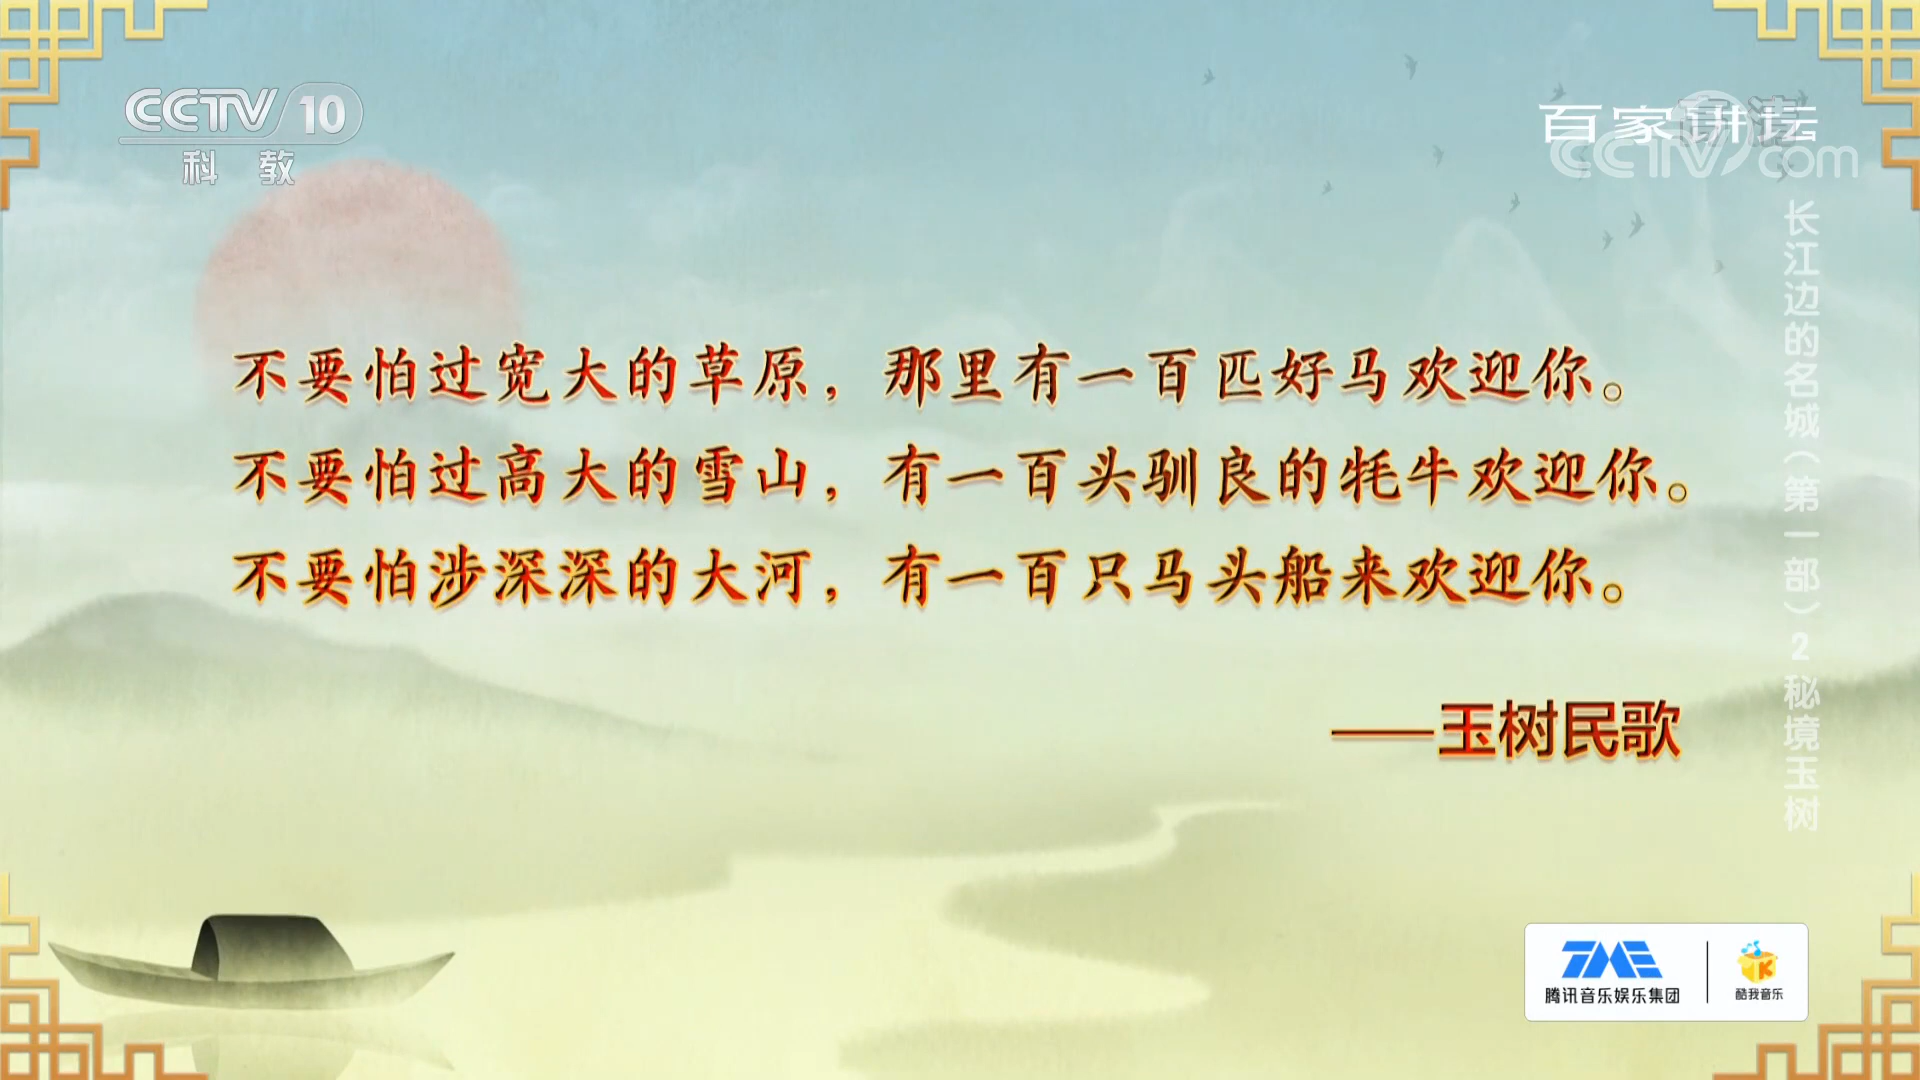 CCTV 10
科 教
百家讲坛
高清
CCTV.com
不要怕过宽大的草原，那里有一百匹好马欢迎你。
不要怕过高大的雪山，有一百头驯良的牦牛欢迎你。
不要怕涉深深的大河，有一百只马头船来欢迎你。
——玉树民歌
长江边的名城（第一部）2 秘境玉树
TME
腾讯音乐娱乐集团
K
酷我音乐